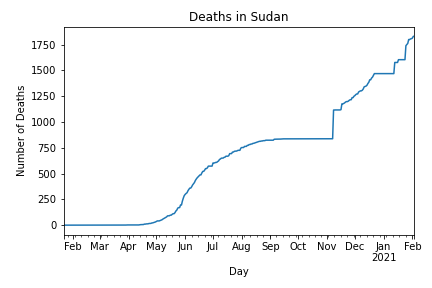 Deaths in Sudan
Number of Deaths
1750
1500
1250
1000
750
500
250
0
Feb Mar Apr May Jun Jul Aug Sep Oct Nov Dec Jan Feb
2021
Day